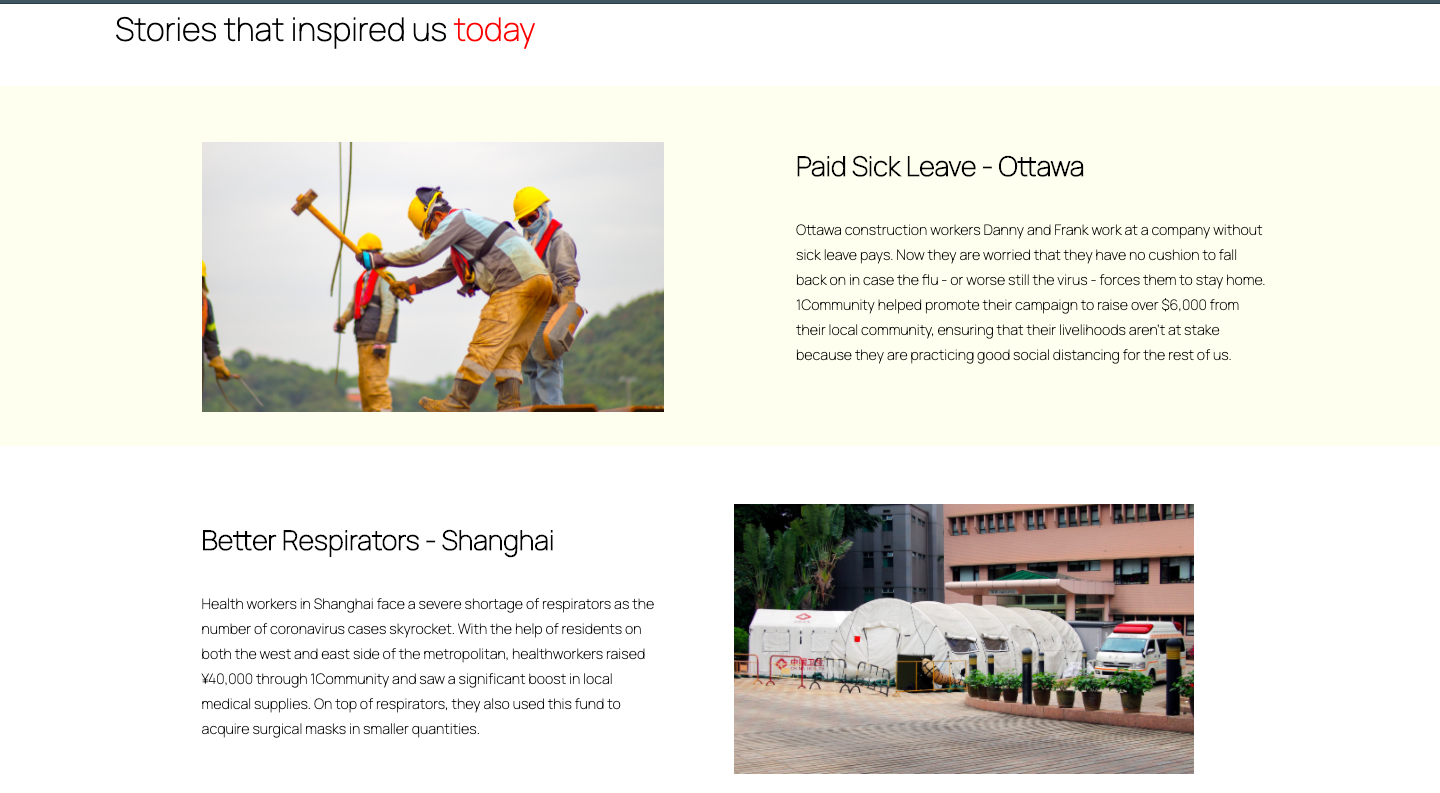 Stories that inspired us today
Paid Sick Leave - Ottawa
Ottawa construction workers Danny and Frank work at a company without
sick leave pays. Now they are worried that they have no cushion to fall
back on in case the flu - or worse still the virus - forces them to stay home.
1Community helped promote their campaign to raise over $6,000 from
their local community, ensuring that their livelihoods aren't at stake
because they are practicing good social distancing for the rest of us.
Better Respirators - Shanghai
Health workers in Shanghai face a severe shortage of respirators as the
number of coronavirus cases skyrocket. With the help of residents on
both the west and east side of the metropolitan, healthworkers raised
¥40,000 through 1Community and saw a significant boost in local
medical supplies. On top of respirators, they also used this fund to
acquire surgical masks in smaller quantities.
中国卫生